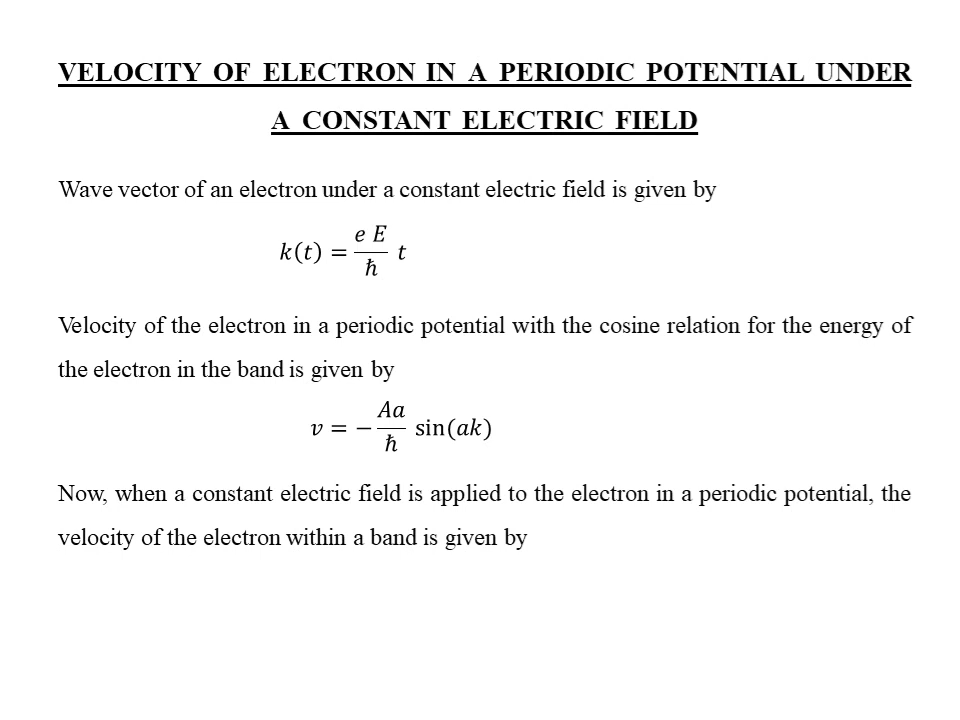 VELOCITY OF ELECTRON IN A PERIODIC POTENTIAL UNDER
A CONSTANT ELECTRIC FIELD
Wave vector of an electron under a constant electric field is given by
k(t) = \frac{e E}{ħ} t
Velocity of the electron in a periodic potential with the cosine relation for the energy of
the electron in the band is given by
v = − \frac{Aa}{ħ} sin(ak)
Now, when a constant electric field is applied to the electron in a periodic potential, the
velocity of the electron within a band is given by